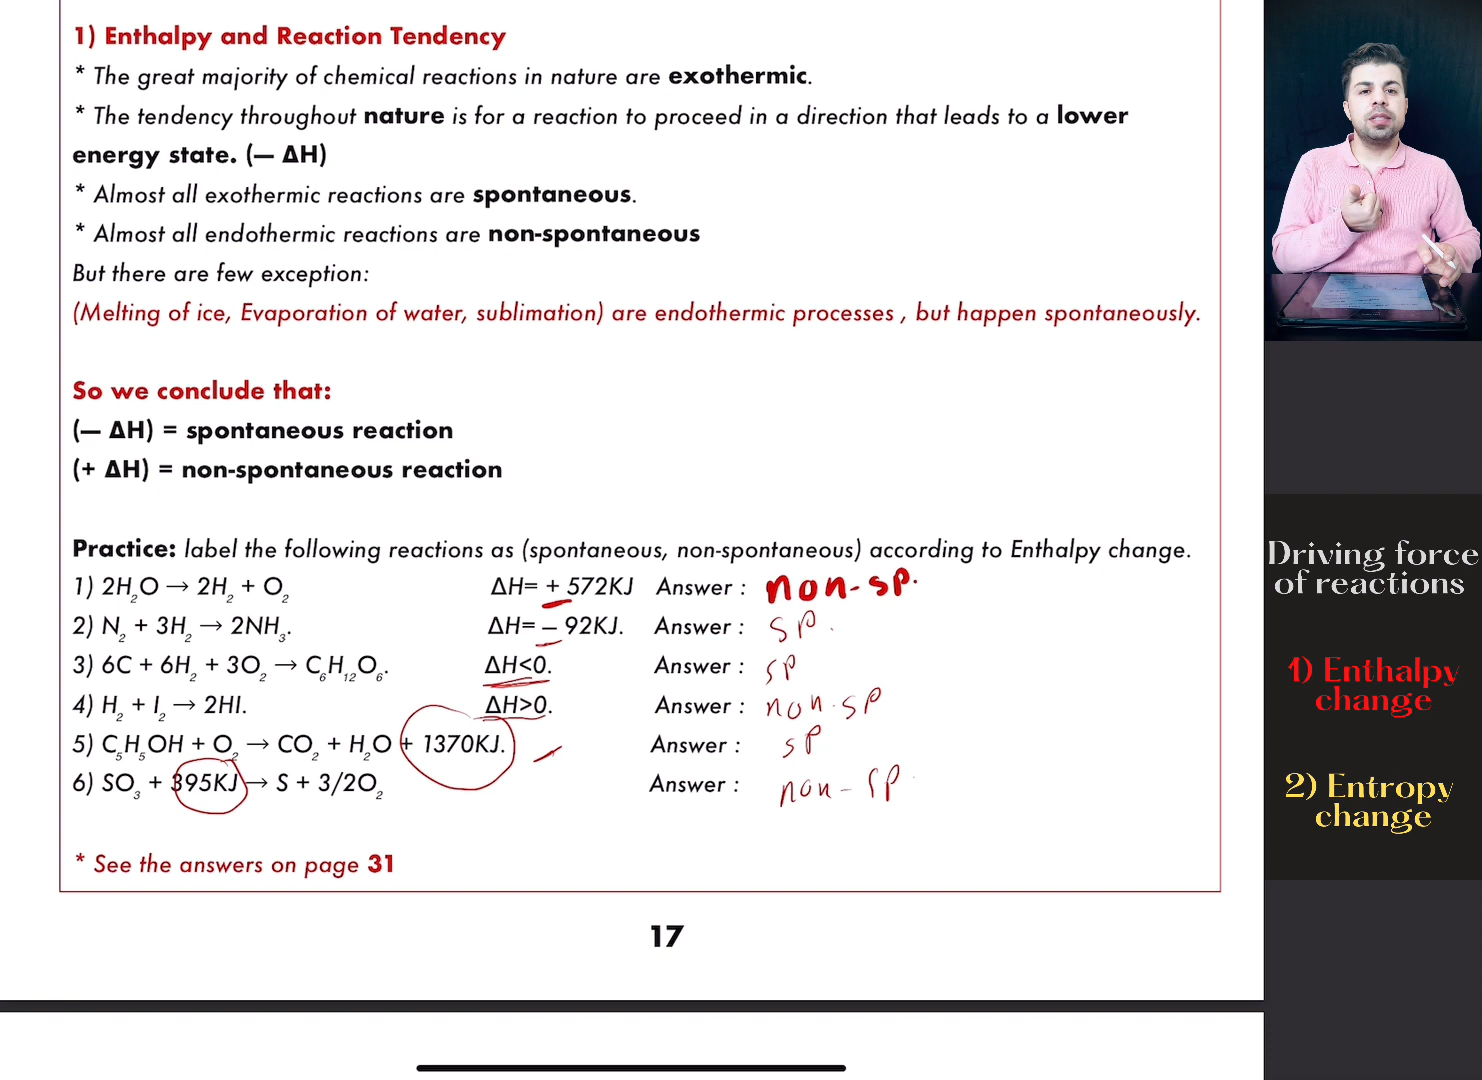 1) Enthalpy and Reaction Tendency
* The great majority of chemical reactions in nature are exothermic.
* The tendency throughout nature is for a reaction to proceed in a direction that leads to a lower
energy state. (— ΔH)
* Almost all exothermic reactions are spontaneous.
* Almost all endothermic reactions are non-spontaneous
But there are few exception:
(Melting of ice, Evaporation of water, sublimation) are endothermic processes , but happen spontaneously.
So we conclude that:
(— ΔH) = spontaneous reaction
(+ ΔH) = non-spontaneous reaction
Practice: label the following reactions as (spontaneous, non-spontaneous) according to Enthalpy change.
1) 2H₂O → 2H₂ + O₂ ΔH= + 572KJ Answer : non-sp.
2) N₂ + 3H₂ → 2NH₃. ΔH= – 92KJ. Answer : sp.
3) 6C + 6H₂ + 3O₂ → C₆H₁₂O₆. ΔH<0. Answer : sp
4) H₂ + I₂ → 2HI. ΔH>0. Answer : non-sp
5) C₅H₅OH + O₂ → CO₂ + H₂O + 1370KJ. Answer : sp
6) SO₃ + 395KJ → S + 3/2O₂ Answer : non-sp
* See the answers on page 31
17
Driving force
of reactions
1) Enthalpy
change
2) Entropy
change